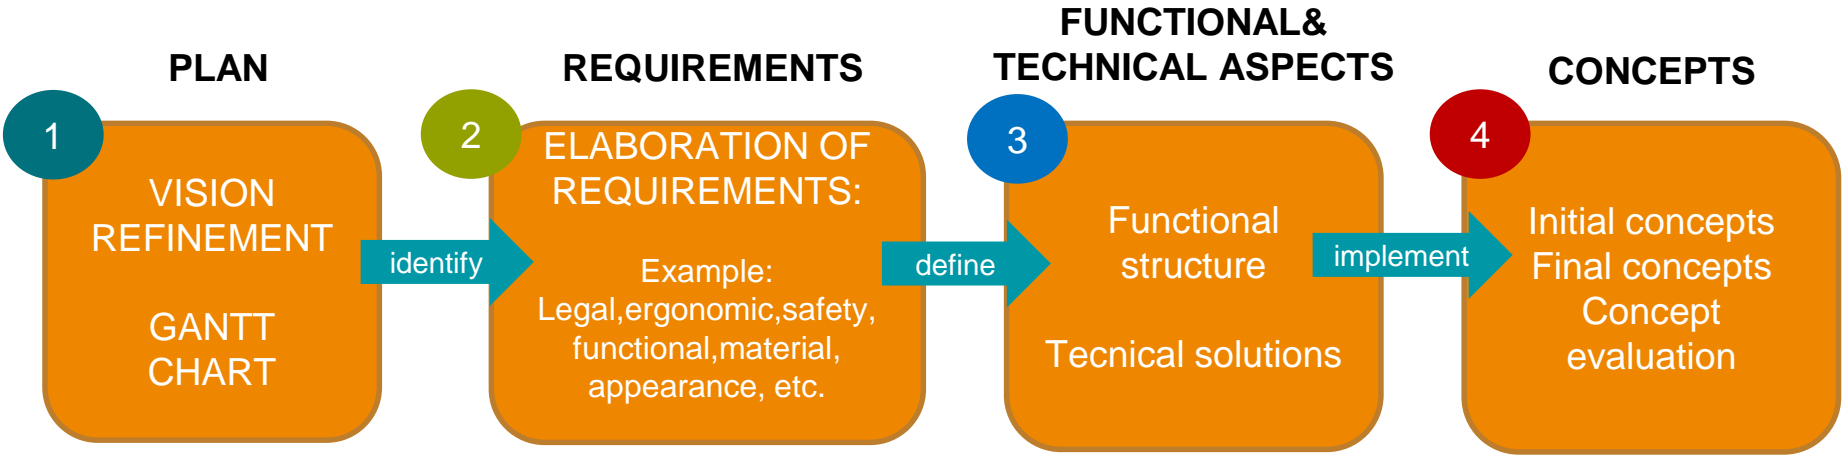 PLAN
1
VISION
REFINEMENT
GANTT
CHART
identify
REQUIREMENTS
2
ELABORATION OF
REQUIREMENTS:
Example:
Legal,ergonomic,safety,
functional,material,
appearance, etc.
define
FUNCTIONAL&
TECHNICAL ASPECTS
3
Functional
structure
Tecnical solutions
implement
CONCEPTS
4
Initial concepts
Final concepts
Concept
evaluation